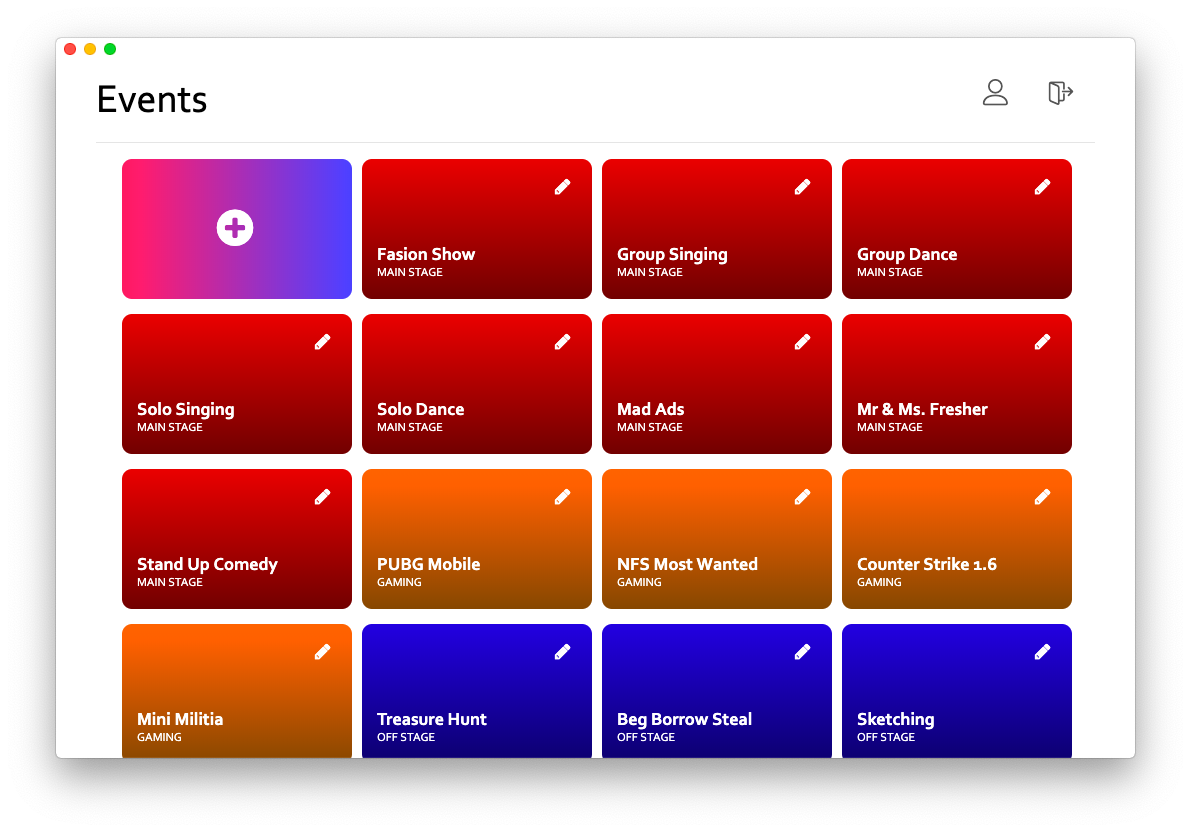 Events
Fasion Show
MAIN STAGE
Group Singing
MAIN STAGE
Group Dance
MAIN STAGE
Solo Singing
MAIN STAGE
Solo Dance
MAIN STAGE
Mad Ads
MAIN STAGE
Mr & Ms. Fresher
MAIN STAGE
Stand Up Comedy
MAIN STAGE
PUBG Mobile
GAMING
NFS Most Wanted
GAMING
Counter Strike 1.6
GAMING
Mini Militia
GAMING
Treasure Hunt
OFF STAGE
Beg Borrow Steal
OFF STAGE
Sketching
OFF STAGE